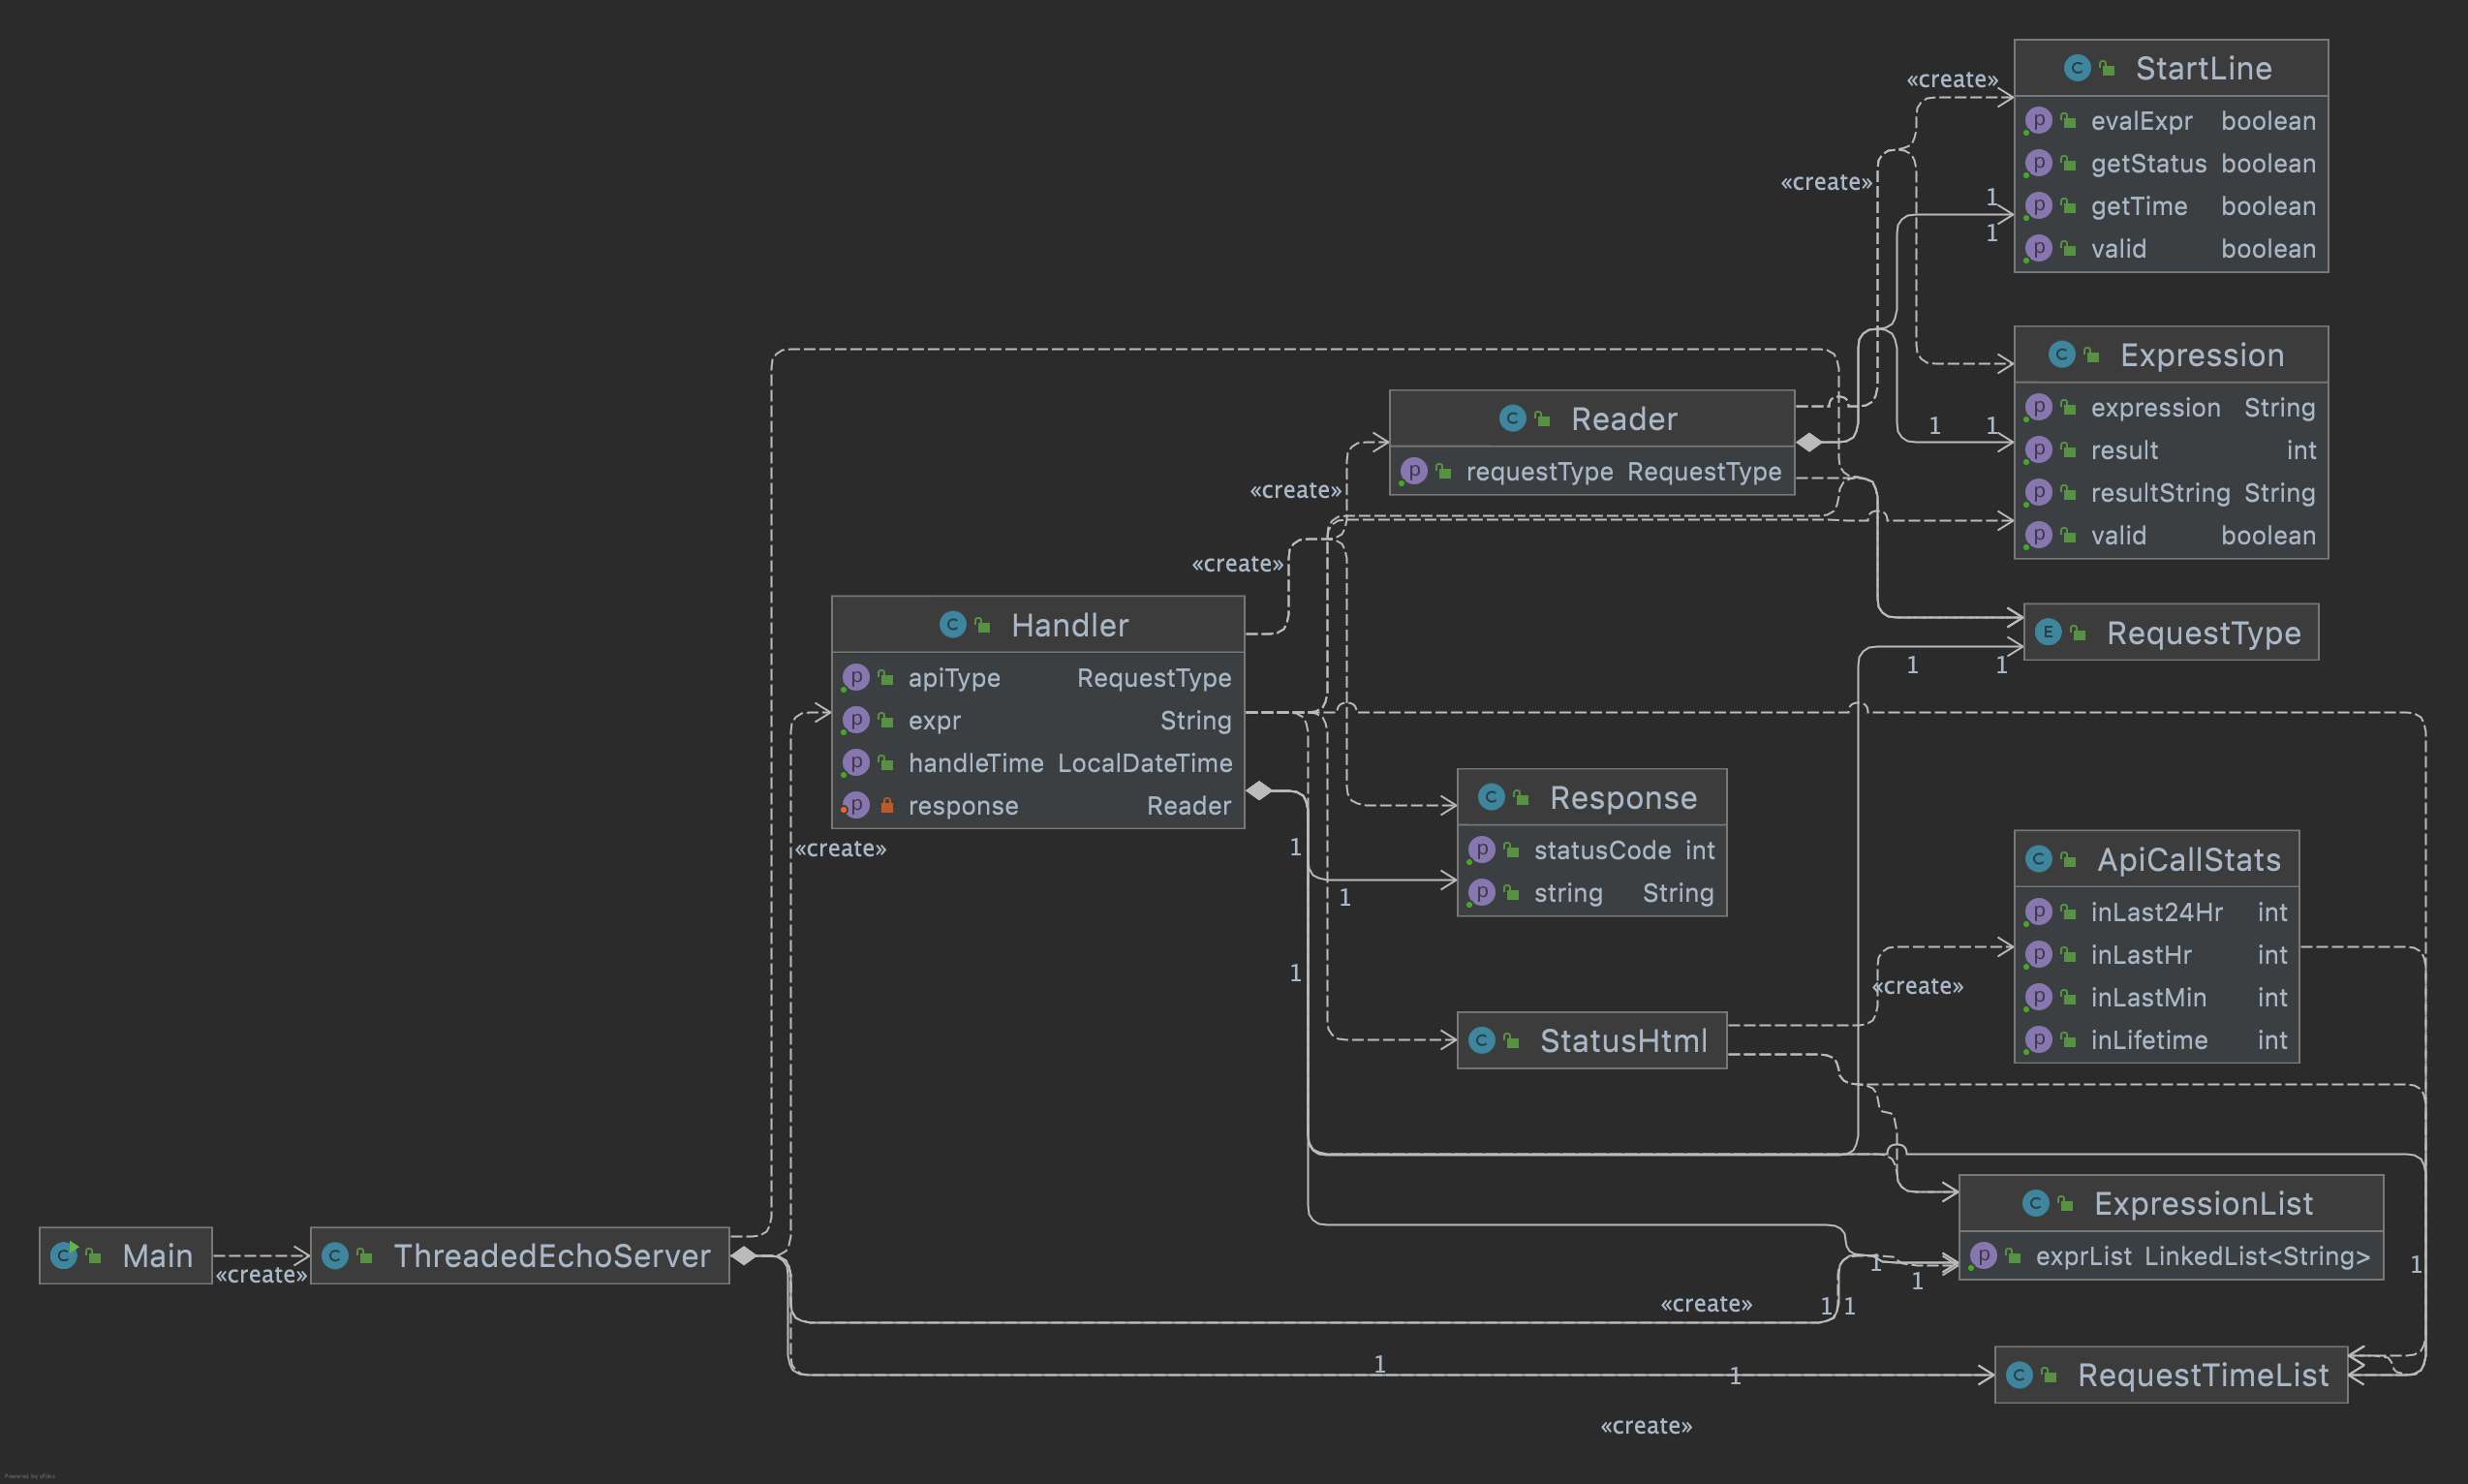 «create»
C StartLine
p evalExpr boolean
p getStatus boolean
p getTime boolean
p valid boolean
«create»
1
1
C Expression
p expression String
p result int
p resultString String
p valid boolean
1 1
C Reader
p requestType RequestType
«create»
«create»
C Handler
p apiType RequestType
p expr String
p handleTime LocalDateTime
p response Reader
«create»
E RequestType
1 1
C Response
p statusCode int
p string String
1
1
1
C ApiCallStats
p inLast24Hr int
p inLastHr int
p inLastMin int
p inLifetime int
«create»
C StatusHtml
C ExpressionList
p exprList LinkedList<String>
C Main
«create»
C ThreadedEchoServer
1
1
1
«create»
1 1
1
1
C RequestTimeList
«create»
Powered by yFiles